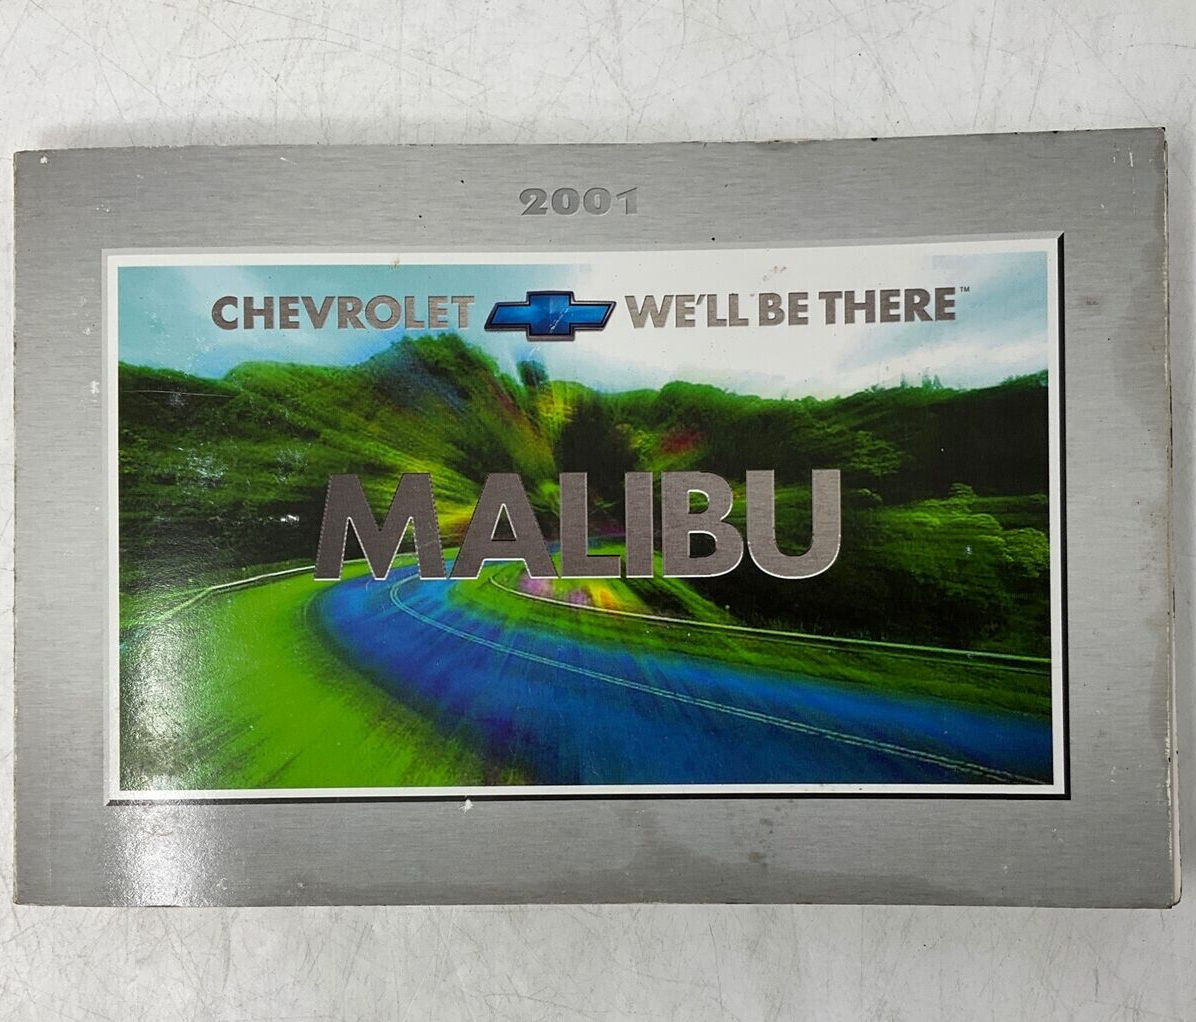 2001
CHEVROLET WE'LL BE THERE™
MALIBU